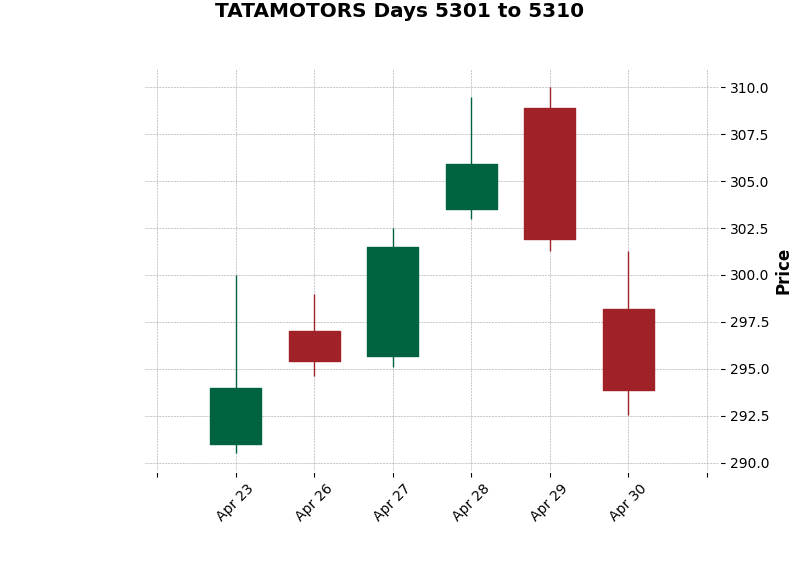 TATAMOTORS Days 5301 to 5310
310.0
307.5
305.0
302.5
300.0
297.5
295.0
292.5
290.0
Price
Apr 23
Apr 26
Apr 27
Apr 28
Apr 29
Apr 30